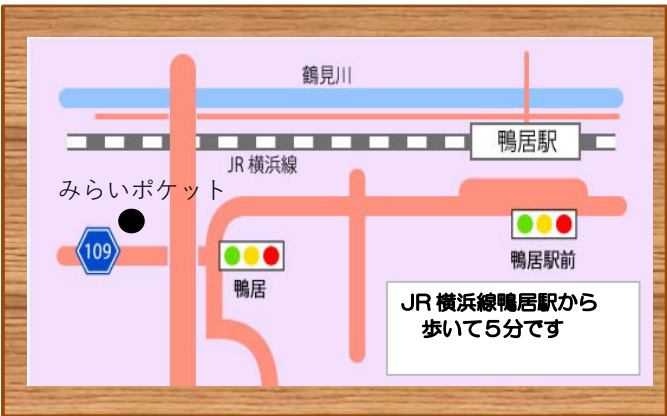 鶴見川
鴨居駅
JR 横浜線
みらいポケット
109
鴨居
鴨居駅前
JR 横浜線鴨居駅から
歩いて5分です